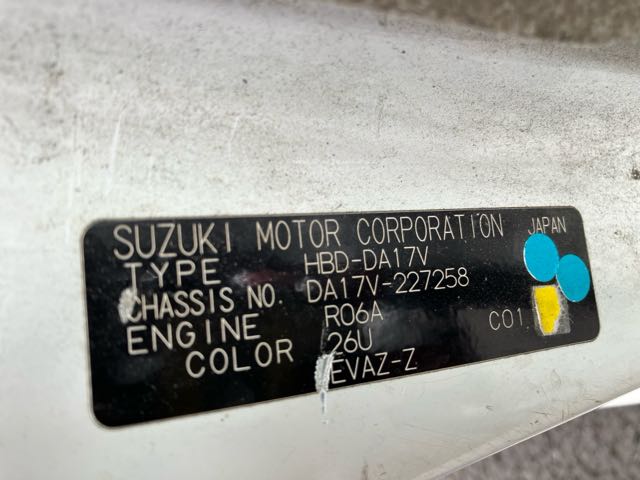 SUZUKI MOTOR CORPORATION JAPAN
TYPE HBD-DA17V
CHASSIS NO. DA17V-227258
ENGINE R06A C01
COLOR 26U
EVAZ-Z